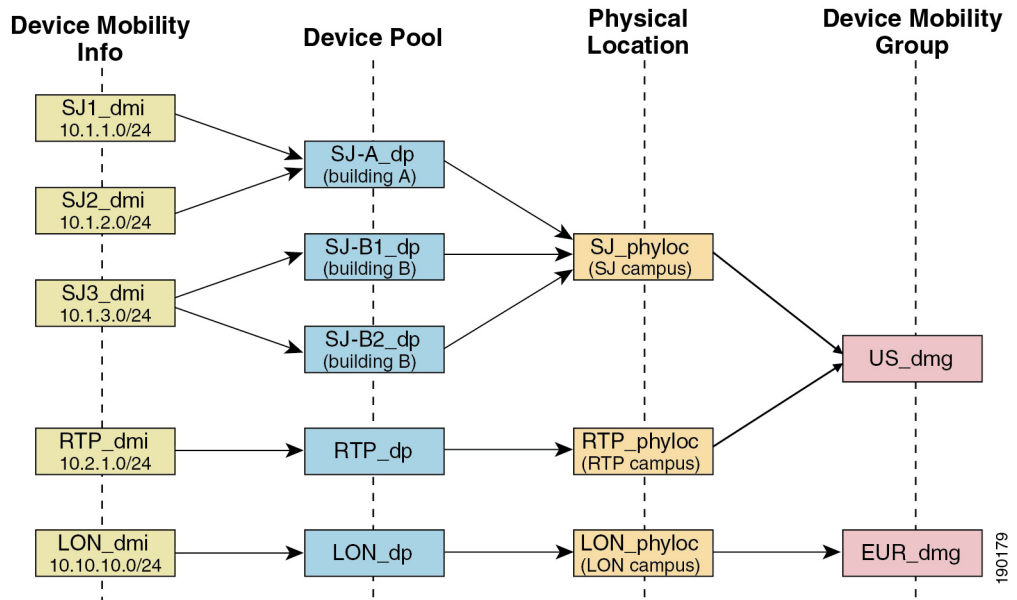 Device Mobility
Info
Device Pool
Physical
Location
Device Mobility
Group
SJ1_dmi
10.1.1.0/24
SJ2_dmi
10.1.2.0/24
SJ3_dmi
10.1.3.0/24
RTP_dmi
10.2.1.0/24
LON_dmi
10.10.10.0/24
SJ-A_dp
(building A)
SJ-B1_dp
(building B)
SJ-B2_dp
(building B)
RTP_dp
LON_dp
SJ_phyloc
(SJ campus)
RTP_phyloc
(RTP campus)
LON_phyloc
(LON campus)
US_dmg
EUR_dmg
190179